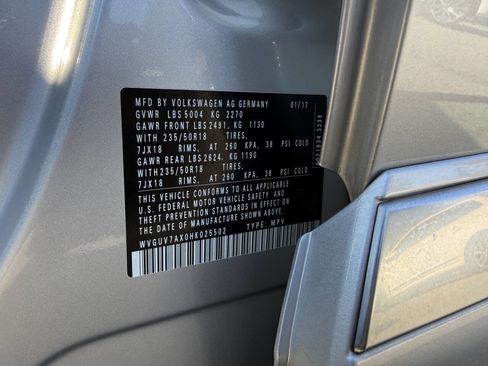 MFD BY VOLKSWAGEN AG GERMANY 01/17
GVWR LBS 5004 KG 2270
GAWR FRONT LBS 2491, KG 1130
WITH 235/50R18 TIRES,
7JX18 RIMS, AT 260 KPA, 38 PSI COLD
GAWR REAR LBS 2624, KG 1190
WITH 235/50R18 TIRES,
7JX18 RIMS, AT 260 KPA, 38 PSI COLD
THIS VEHICLE CONFORMS TO ALL APPLICABLE
U.S. FEDERAL MOTOR VEHICLE SAFETY AND
THEFT PREVENTION STANDARDS IN EFFECT ON
THE DATE OF MANUFACTURE SHOWN ABOVE.
WVGUV7AX0HK025502 TYPE: MPV